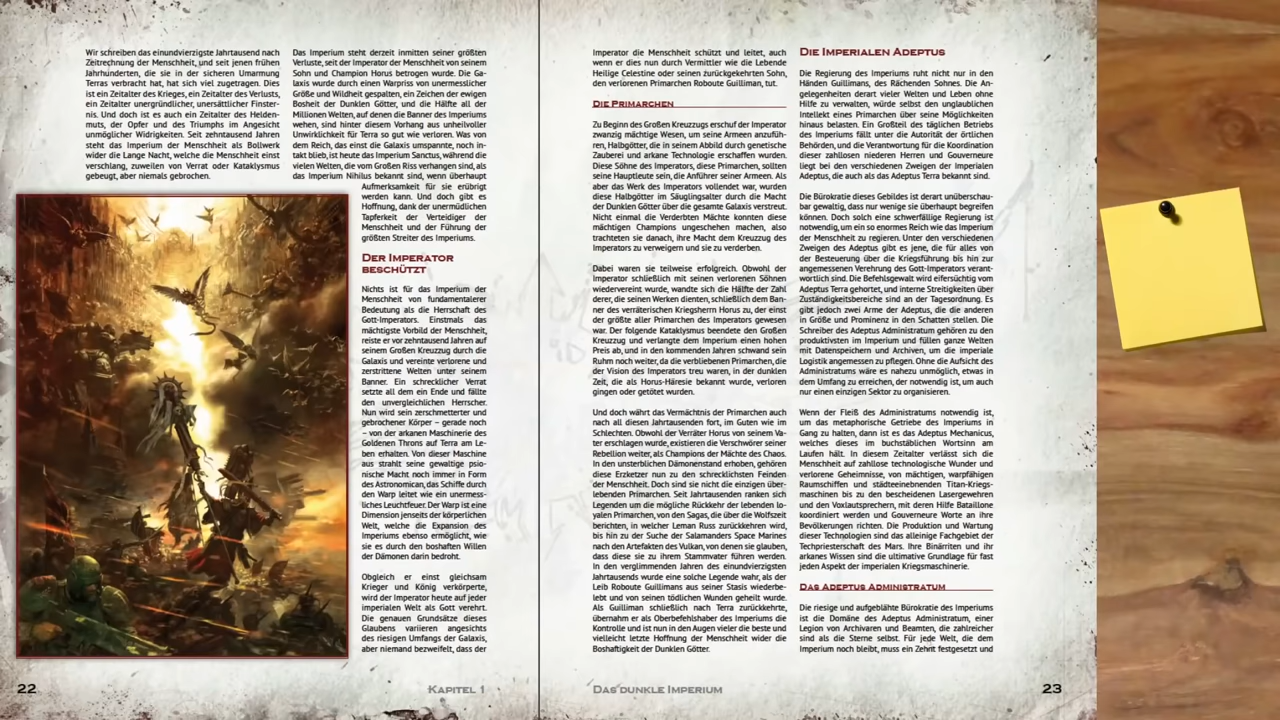 Wir schreiben das einundvierzigste Jahrtausend nach
Zeitrechnung der Menschheit, und seit jenen frühen
Jahrhunderten, die sie in der sicheren Umarmung
Terras verbracht hat, hat sich viel zugetragen. Dies
ist ein Zeitalter des Krieges, ein Zeitalter des Verlusts,
ein Zeitalter unergründlicher, unersättlicher Finster-
nis. Und doch ist es auch ein Zeitalter des Helden-
muts, der Opfer und des Triumphs im Angesicht
unmöglicher Widrigkeiten. Seit zehntausend Jahren
steht das Imperium der Menschheit als Bollwerk
wider die Lange Nacht, welche die Menschheit einst
verschlang, zuweilen von Verrat oder Kataklysmus
gebeugt, aber niemals gebrochen.
Das Imperium steht derzeit inmitten seiner größten
Verluste, seit der Imperator der Menschheit von seinem
Sohn und Champion Horus betrogen wurde. Die Ga-
laxis wurde durch einen Warpriss von unermesslicher
Größe und Wildheit gespalten, ein Zeichen der ewigen
Bosheit der Dunklen Götter, und die Hälfte all der
Millionen Welten, auf denen die Banner des Imperiums
wehen, sind hinter diesem Vorhang aus unheilvoller
Unwirklichkeit für Terra so gut wie verloren. Was von
dem Reich, das einst die Galaxis umspannte, noch in-
takt blieb, ist heute das Imperium Sanctus, während die
vielen Welten, die vom Großen Riss verhangen sind, als
das Imperium Nihilus bekannt sind, wenn überhaupt
Aufmerksamkeit für sie erübrigt
werden kann. Und doch gibt es
Hoffnung, dank der unermüdlichen
Tapferkeit der Verteidiger der
Menschheit und der Führung der
größten Streiter des Imperiums.
Der Imperator
beschützt
Nichts ist für das Imperium der
Menschheit von fundamentalerer
Bedeutung als die Herrschaft des
Gott-Imperators. Einstmals das
mächtigste Vorbild der Menschheit,
reiste er vor zehntausend Jahren auf
seinem Großen Kreuzzug durch die
Galaxis und vereinte verlorene und
zerstrittene Welten unter seinem
Banner. Ein schrecklicher Verrat
setzte all dem ein Ende und fällte
den unvergleichlichen Herrscher.
Nun wird sein zerschmetterter und
gebrochener Körper – gerade noch
– von der arkanen Maschinerie des
Goldenen Throns auf Terra am Le-
ben erhalten. Von dieser Maschine
aus strahlt seine gewaltige psio-
nische Macht noch immer in Form
des Astronomican, das Schiffe durch
den Warp leitet wie ein unermess-
liches Leuchtfeuer. Der Warp ist eine
Dimension jenseits der körperlichen
Welt, welche die Expansion des
Imperiums ebenso ermöglicht, wie
sie es durch den boshaften Willen
der Dämonen darin bedroht.
Obgleich er einst gleichsam
Krieger und König verkörperte,
wird der Imperator heute auf jeder
imperialen Welt als Gott verehrt.
Die genauen Grundsätze dieses
Glaubens variieren angesichts
des riesigen Umfangs der Galaxis,
aber niemand bezweifelt, dass der
22
Kapitel 1
Imperator die Menschheit schützt und leitet, auch
wenn er dies nun durch Vermittler wie die Lebende
Heilige Celestine oder seinen zurückgekehrten Sohn,
den verlorenen Primarchen Roboute Guilliman, tut.
Die Primarchen
Zu Beginn des Großen Kreuzzugs erschuf der Imperator
zwanzig mächtige Wesen, um seine Armeen anzufüh-
ren, Halbgötter, die in seinem Abbild durch genetische
Zauberei und arkane Technologie erschaffen wurden.
Diese Söhne des Imperators, diese Primarchen, sollten
seine Hauptleute sein, die Anführer seiner Armeen. Als
aber das Werk des Imperators vollendet war, wurden
diese Halbgötter im Säuglingsalter durch die Macht
der Dunklen Götter über die gesamte Galaxis verstreut.
Nicht einmal die Verderbten Mächte konnten diese
mächtigen Champions ungeschehen machen, also
trachteten sie danach, ihre Macht dem Kreuzzug des
Imperators zu verweigern und sie zu verderben.
Dabei waren sie teilweise erfolgreich. Obwohl der
Imperator schließlich mit seinen verlorenen Söhnen
wiedervereint wurde, wandte sich die Hälfte der Zahl
derer, die seinen Werken dienten, schließlich dem Ban-
ner des verräterischen Kriegsherrn Horus zu, der einst
der größte aller Primarchen des Imperators gewesen
war. Der folgende Kataklysmus beendete den Großen
Kreuzzug und verlangte dem Imperium einen hohen
Preis ab, und in den kommenden Jahren schwand sein
Ruhm noch weiter, da die verbliebenen Primarchen, die
der Vision des Imperators treu waren, in der dunklen
Zeit, die als Horus-Häresie bekannt wurde, verloren
gingen oder getötet wurden.
Und doch währt das Vermächtnis der Primarchen auch
nach all diesen Jahrtausenden fort, im Guten wie im
Schlechten. Obwohl der Verräter Horus von seinem Va-
ter erschlagen wurde, existieren die Verschwörer seiner
Rebellion weiter, als Champions der Mächte des Chaos.
In den unsterblichen Dämonenstand erhoben, gehören
diese Erzketzer nun zu den schrecklichsten Feinden
der Menschheit. Doch sind sie nicht die einzigen über-
lebenden Primarchen. Seit Jahrtausenden ranken sich
Legenden um die mögliche Rückkehr der lebenden lo-
yalen Primarchen, von den Sagas, die über die Wolfszeit
berichten, in welcher Leman Russ zurückkehren wird,
bis hin zu der Suche der Salamanders Space Marines
nach den Artefakten des Vulkan, von denen sie glauben,
dass diese sie zu ihrem Stammvater führen werden.
In den verglimmenden Jahren des einundvierzigsten
Jahrtausends wurde eine solche Legende wahr, als der
Leib Roboute Guillimans aus seiner Stasis wiederbe-
lebt und von seinen tödlichen Wunden geheilt wurde.
Als Guilliman schließlich nach Terra zurückkehrte,
übernahm er als Oberbefehlshaber des Imperiums die
Kontrolle und ist nun in den Augen vieler die beste und
vielleicht letzte Hoffnung der Menschheit wider die
Boshaftigkeit der Dunklen Götter.
Die Imperialen Adeptus
Die Regierung des Imperiums ruht nicht nur in den
Händen Guillimans, des Rächenden Sohnes. Die An-
gelegenheiten derart vieler Welten und Leben ohne
Hilfe zu verwalten, würde selbst den unglaublichen
Intellekt eines Primarchen über seine Möglichkeiten
hinaus belasten. Ein Großteil des täglichen Betriebs
des Imperiums fällt unter die Autorität der örtlichen
Behörden, und die Verantwortung für die Koordination
dieser zahllosen niederen Herren und Gouverneure
liegt bei den verschiedenen Zweigen der Imperialen
Adeptus, die auch als das Adeptus Terra bekannt sind.
Die Bürokratie dieses Gebildes ist derart unüberschau-
bar gewaltig, dass nur wenige sie überhaupt begreifen
können. Doch solch eine schwerfällige Regierung ist
notwendig, um ein so enormes Reich wie das Imperium
der Menschheit zu regieren. Unter den verschiedenen
Zweigen des Adeptus gibt es jene, die für alles von
der Besteuerung über die Kriegsführung bis hin zur
angemessenen Verehrung des Gott-Imperators verant-
wortlich sind. Die Befehlsgewalt wird eifersüchtig vom
Adeptus Terra gehortet, und interne Streitigkeiten über
Zuständigkeitsbereiche sind an der Tagesordnung. Es
gibt jedoch zwei Arme der Adeptus, die die anderen
in Größe und Prominenz in den Schatten stellen. Die
Schreiber des Adeptus Administratum gehören zu den
produktivsten im Imperium und füllen ganze Welten
mit Datenspeichern und Archiven, um die imperiale
Logistik angemessen zu pflegen. Ohne die Aufsicht des
Administratums wäre es nahezu unmöglich, etwas in
dem Umfang zu erreichen, der notwendig ist, um auch
nur einen einzigen Sektor zu organisieren.
Wenn der Fleiß des Administratums notwendig ist,
um das metaphorische Getriebe des Imperiums in
Gang zu halten, dann ist es das Adeptus Mechanicus,
welches dieses im buchstäblichen Wortsinn am
Laufen hält. In diesem Zeitalter verlässt sich die
Menschheit auf zahllose technologische Wunder und
verlorene Geheimnisse, von mächtigen, warpfähigen
Raumschiffen und städteeinebnenden Titan-Kriegs-
maschinen bis zu den bescheidenen Lasergewehren
und den Voxlautsprechern, mit deren Hilfe Bataillone
koordiniert werden und Gouverneure Worte an ihre
Bevölkerungen richten. Die Produktion und Wartung
dieser Technologien sind das alleinige Fachgebiet der
Techpriesterschaft des Mars. Ihre Binärriten und ihr
arkanes Wissen sind die ultimative Grundlage für fast
jeden Aspekt der imperialen Kriegsmaschinerie.
Das Adeptus Administratum
Die riesige und aufgeblähte Bürokratie des Imperiums
ist die Domäne des Adeptus Administratum, einer
Legion von Archivaren und Beamten, die zahlreicher
sind als die Sterne selbst. Für jede Welt, die dem
Imperium noch bleibt, muss ein Zehnt festgesetzt und
Das dunkle Imperium
23